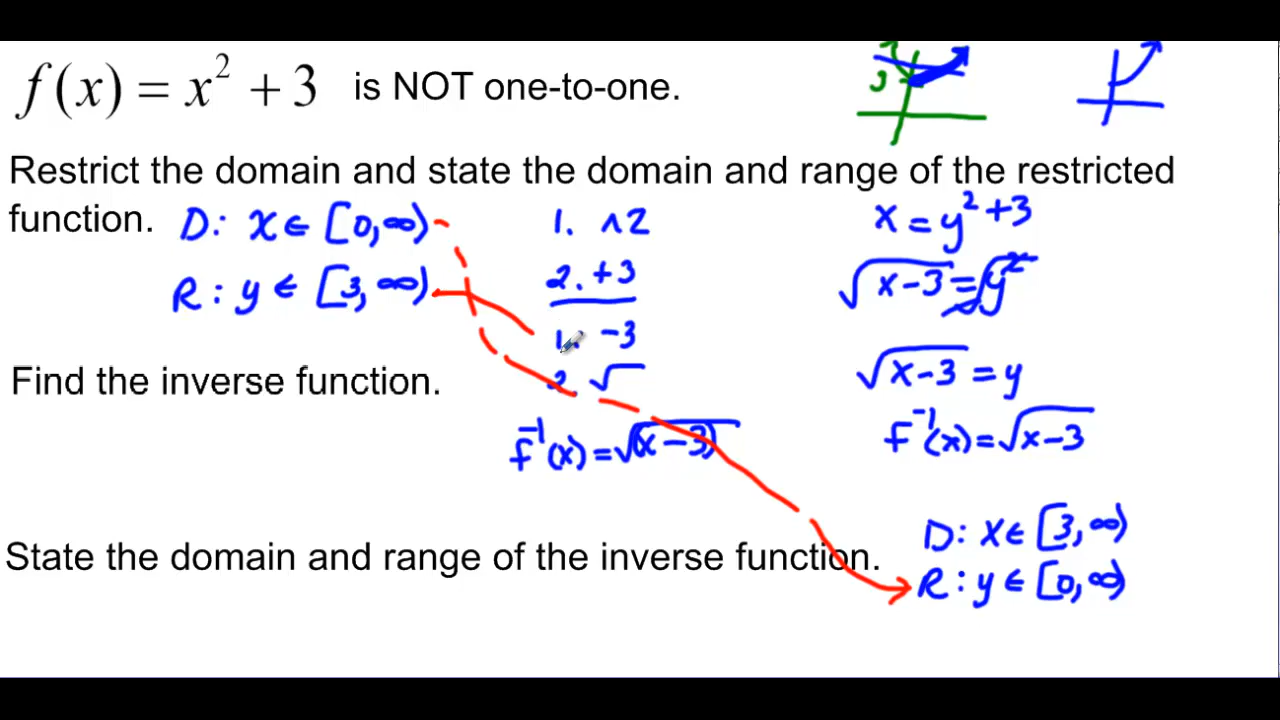 f(x) = x² + 3 is NOT one-to-one.
3
Restrict the domain and state the domain and range of the restricted
function.
D: x ∈ [0, ∞)
R: y ∈ [3, ∞)
1. ^2
2. +3
1. -3
2. √
f⁻¹(x) = √(x-3)
x = y² + 3
√x-3 = √y²
√x-3 = y
f⁻¹(x) = √x-3
Find the inverse function.
State the domain and range of the inverse function.
D: x ∈ [3, ∞)
R: y ∈ [0, ∞)